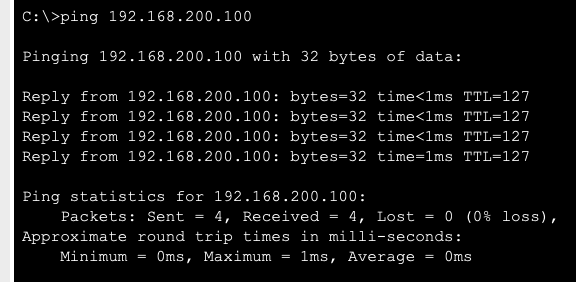 C:\>ping 192.168.200.100
Pinging 192.168.200.100 with 32 bytes of data:
Reply from 192.168.200.100: bytes=32 time<1ms TTL=127
Reply from 192.168.200.100: bytes=32 time<1ms TTL=127
Reply from 192.168.200.100: bytes=32 time<1ms TTL=127
Reply from 192.168.200.100: bytes=32 time=1ms TTL=127
Ping statistics for 192.168.200.100:
Packets: Sent = 4, Received = 4, Lost = 0 (0% loss),
Approximate round trip times in milli-seconds:
Minimum = 0ms, Maximum = 1ms, Average = 0ms